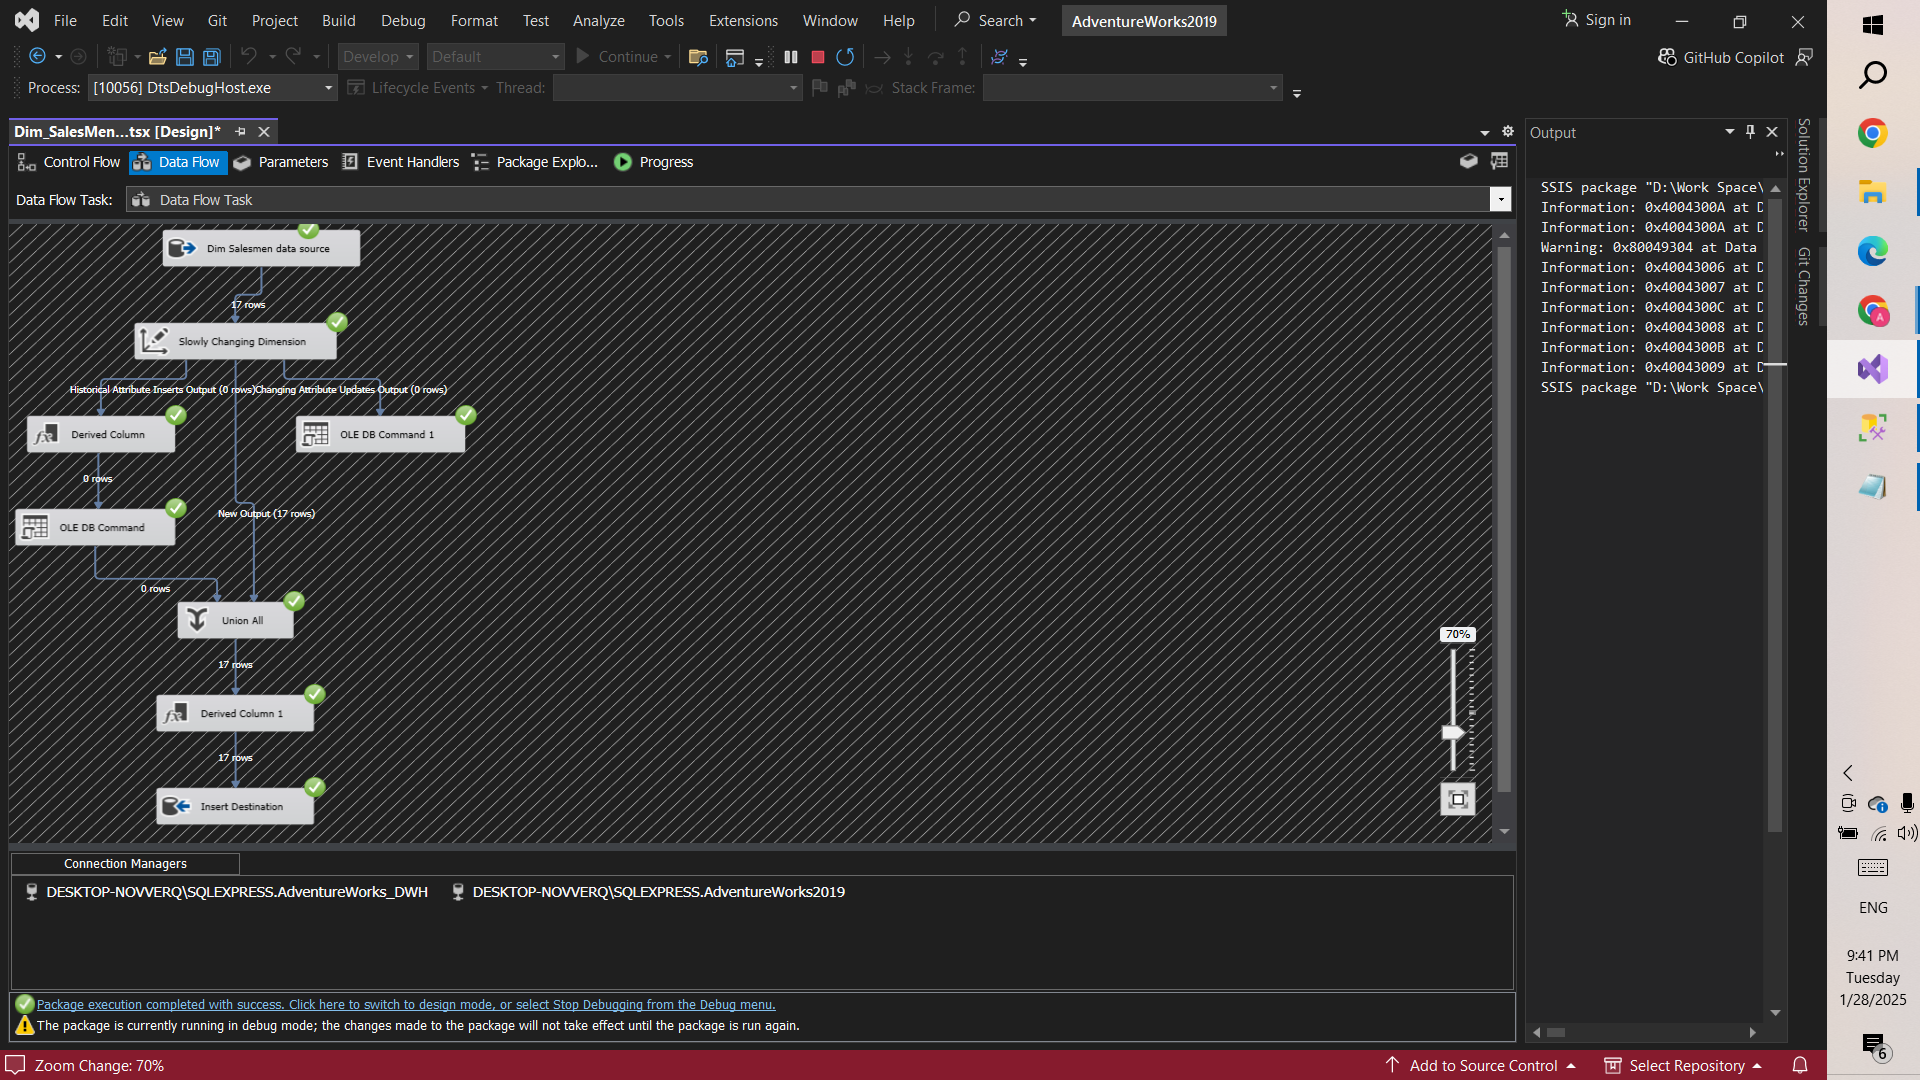 File Edit View Git Project Build Debug Format Test Analyze Tools Extensions Window Help Search AdventureWorks2019 Sign in
Develop Default Continue GitHub Copilot
Process: [10056] DtsDebugHost.exe Lifecycle Events Thread: Stack Frame:
Dim_SalesMen...tsx [Design]*
Control Flow Data Flow Parameters Event Handlers Package Explo... Progress
Data Flow Task: Data Flow Task
Dim Salesmen data source
17 rows
Slowly Changing Dimension
Historical Attribute Inserts Output (0 rows) Changing Attribute Updates Output (0 rows)
Derived Column OLE DB Command 1
0 rows
New Output (17 rows)
OLE DB Command
0 rows
Union All
17 rows
Derived Column 1
17 rows
Insert Destination
70%
Connection Managers
DESKTOP-NOVVERQ\SQLEXPRESS.AdventureWorks_DWH DESKTOP-NOVVERQ\SQLEXPRESS.AdventureWorks2019
Package execution completed with success. Click here to switch to design mode, or select Stop Debugging from the Debug menu.
The package is currently running in debug mode; the changes made to the package will not take effect until the package is run again.
Zoom Change: 70% Add to Source Control Select Repository
Output
SSIS package "D:\Work Space\
Information: 0x4004300A at D
Information: 0x4004300A at D
Warning: 0x80049304 at Data
Information: 0x40043006 at D
Information: 0x40043007 at D
Information: 0x4004300C at D
Information: 0x40043008 at D
Information: 0x4004300B at D
Information: 0x40043009 at D
SSIS package "D:\Work Space\
Solution Explorer
Git Changes
A
ENG
9:41 PM
Tuesday
1/28/2025
6